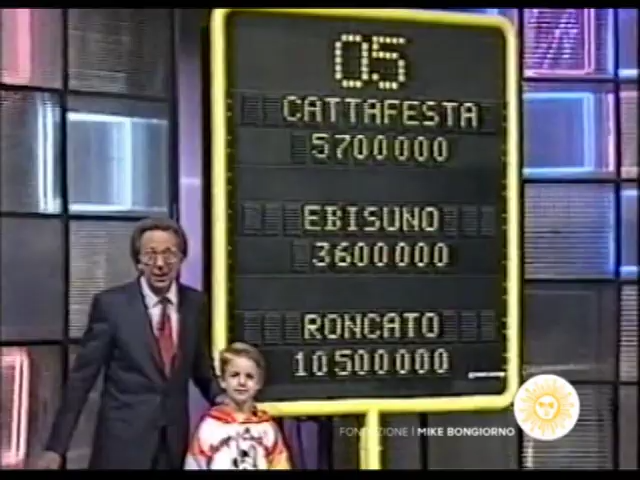 05
CATTAFESTA
5700000
EBISUNO
3600000
RONCATO
10500000
FONDAZIONE | MIKE BONGIORNO